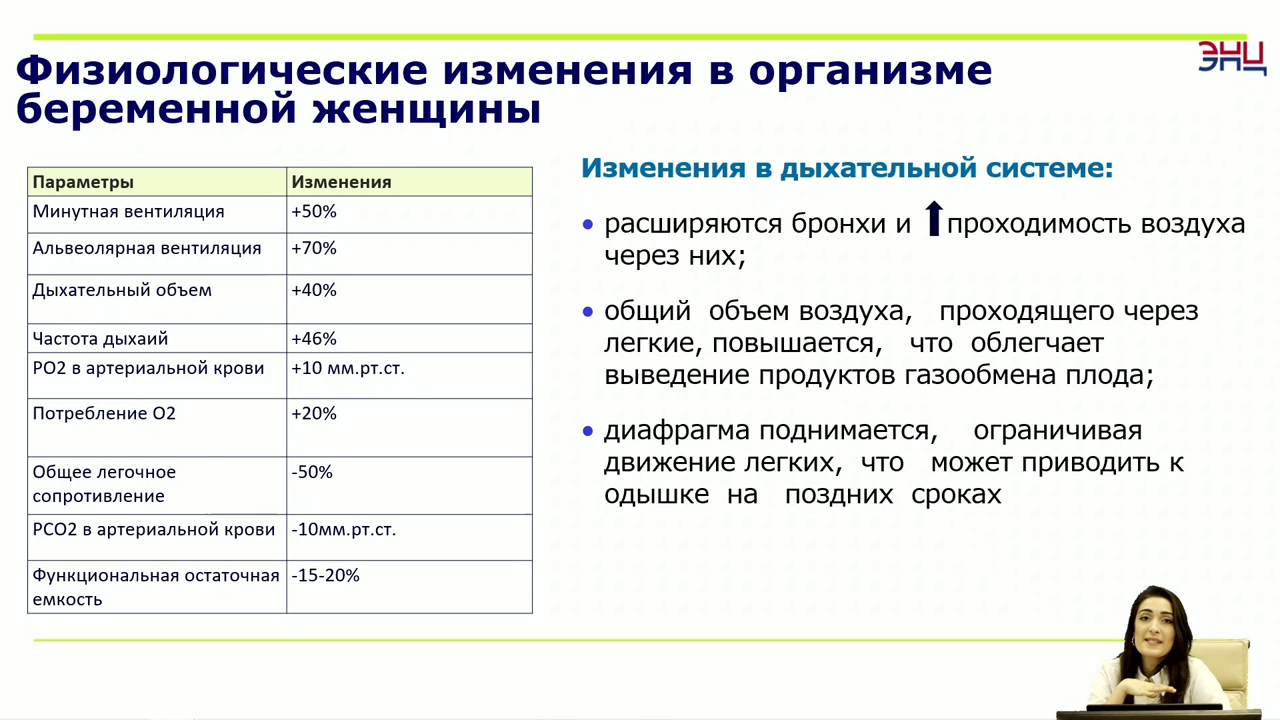 ЭНЦ
Физиологические изменения в организме
беременной женщины
Параметры Изменения
Минутная вентиляция +50%
Альвеолярная вентиляция +70%
Дыхательный объем +40%
Частота дыхаий +46%
РО2 в артериальной крови +10 мм.рт.ст.
Потребление О2 +20%
Общее легочное -50%
сопротивление
РСО2 в артериальной крови -10мм.рт.ст.
Функциональная остаточная -15-20%
емкость
Изменения в дыхательной системе:
• расширяются бронхи и проходимость воздуха
через них;
• общий объем воздуха, проходящего через
легкие, повышается, что облегчает
выведение продуктов газообмена плода;
• диафрагма поднимается, ограничивая
движение легких, что может приводить к
одышке на поздних сроках